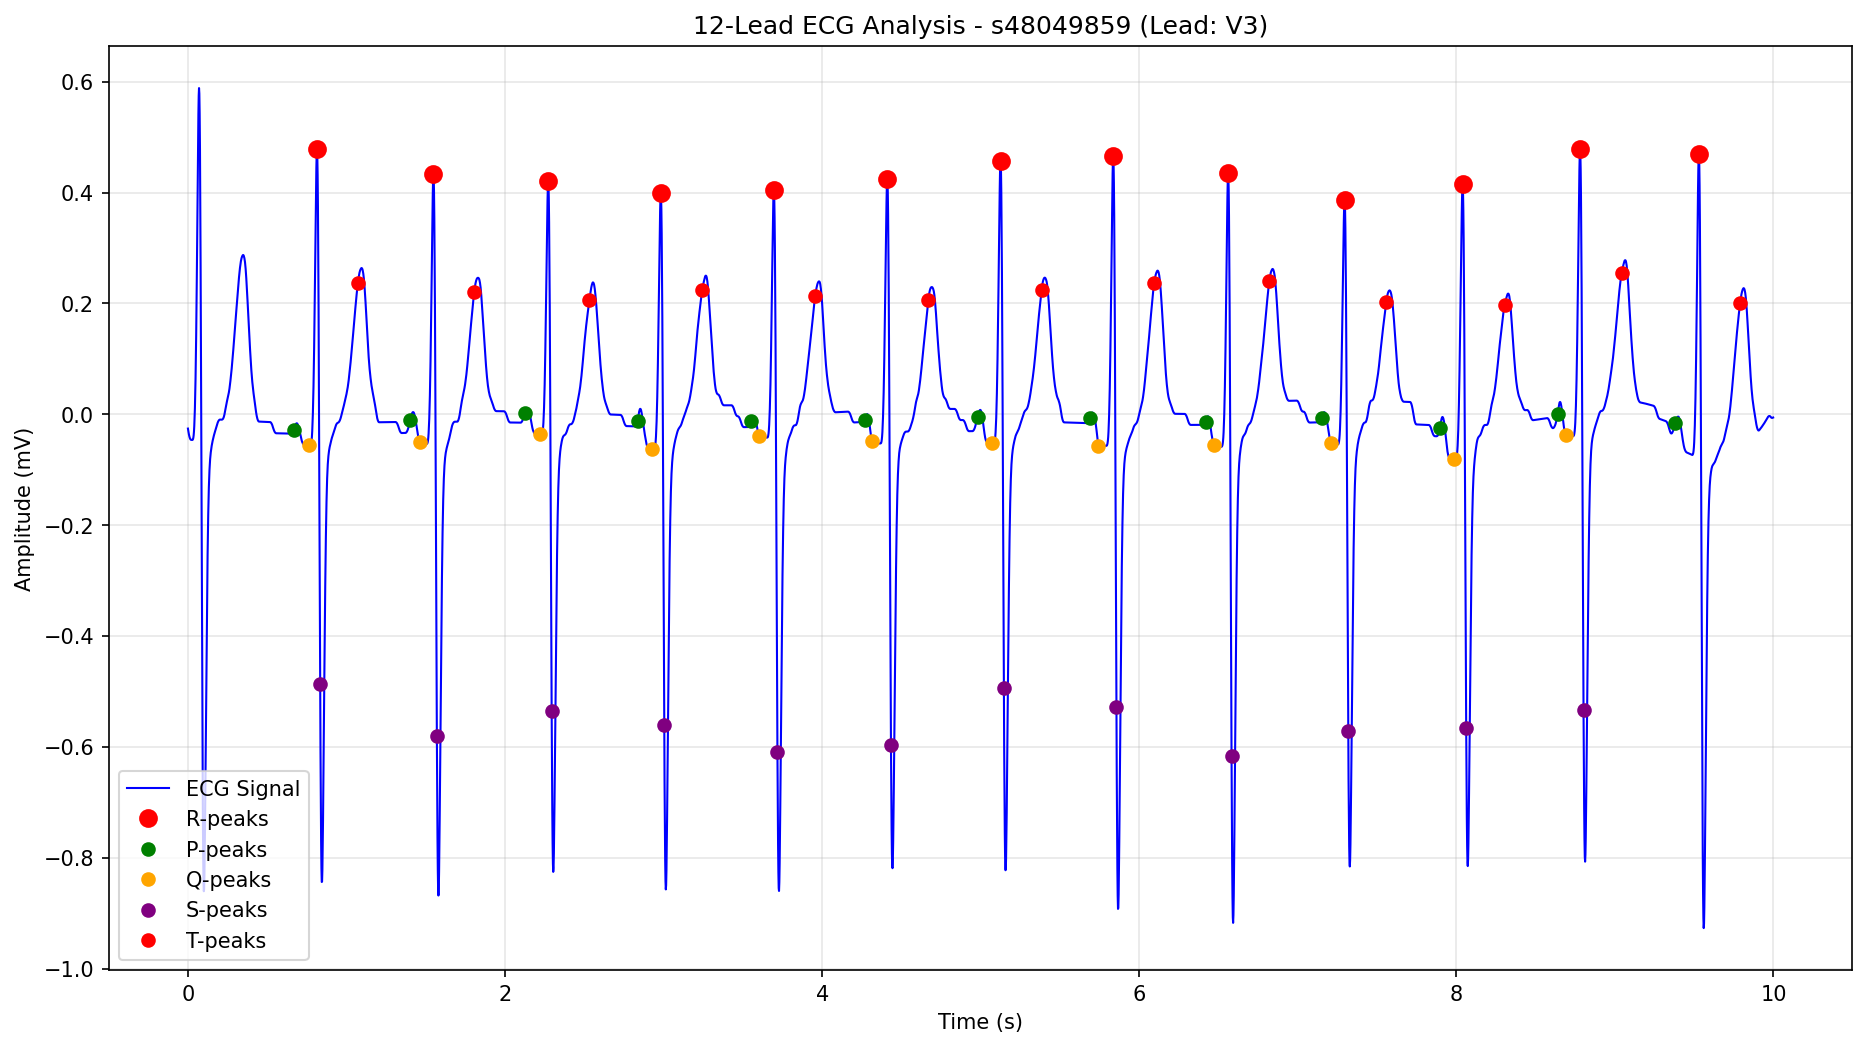 12-Lead ECG Analysis - s48049859 (Lead: V3)
0.6
0.4
0.2
0.0
−0.2
−0.4
−0.6
−0.8
−1.0
Amplitude (mV)
ECG Signal
R-peaks
P-peaks
Q-peaks
S-peaks
T-peaks
0 2 4 6 8 10
Time (s)